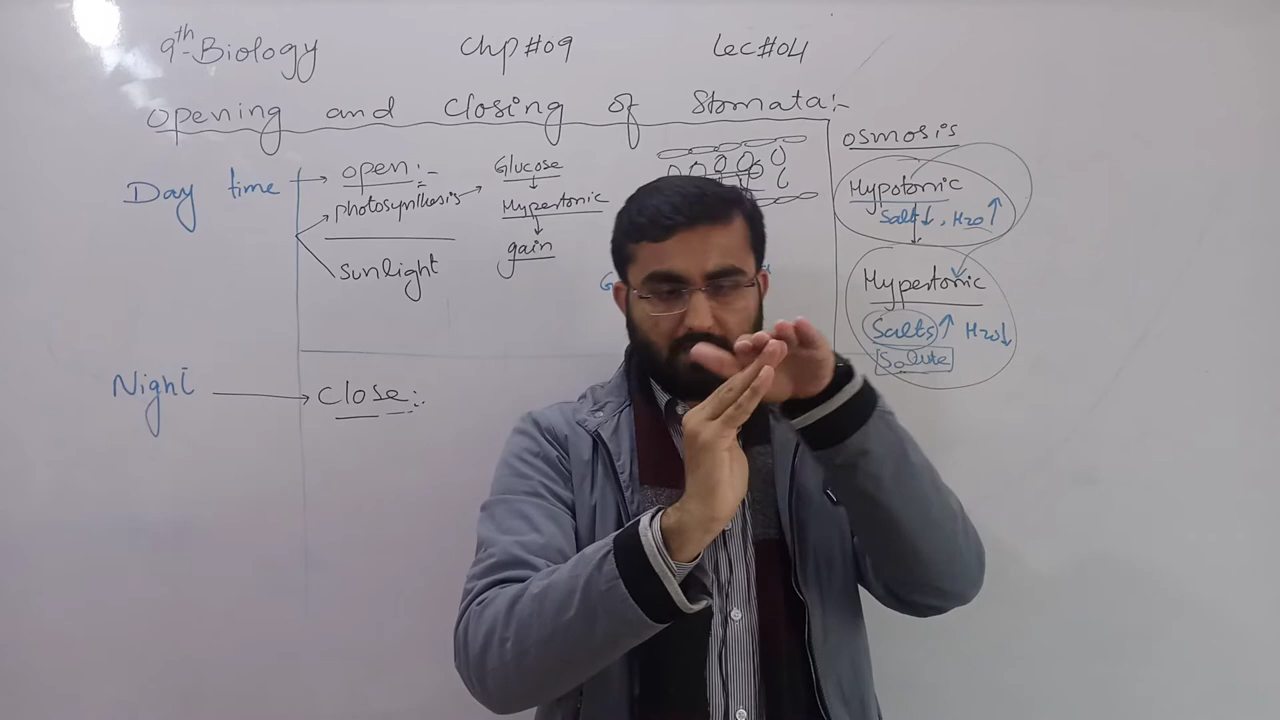 9th-Biology Chp#09 Lec#04
Opening and Closing of Stomata:-
Day time
open:-
photosynthesis
sunlight
Glucose
Hypertonic
gain
Night
Close:-
osmosis
Hypotonic
Salt↓, H2O↑
Hypertonic
Salts↑ H2O↓
Solute